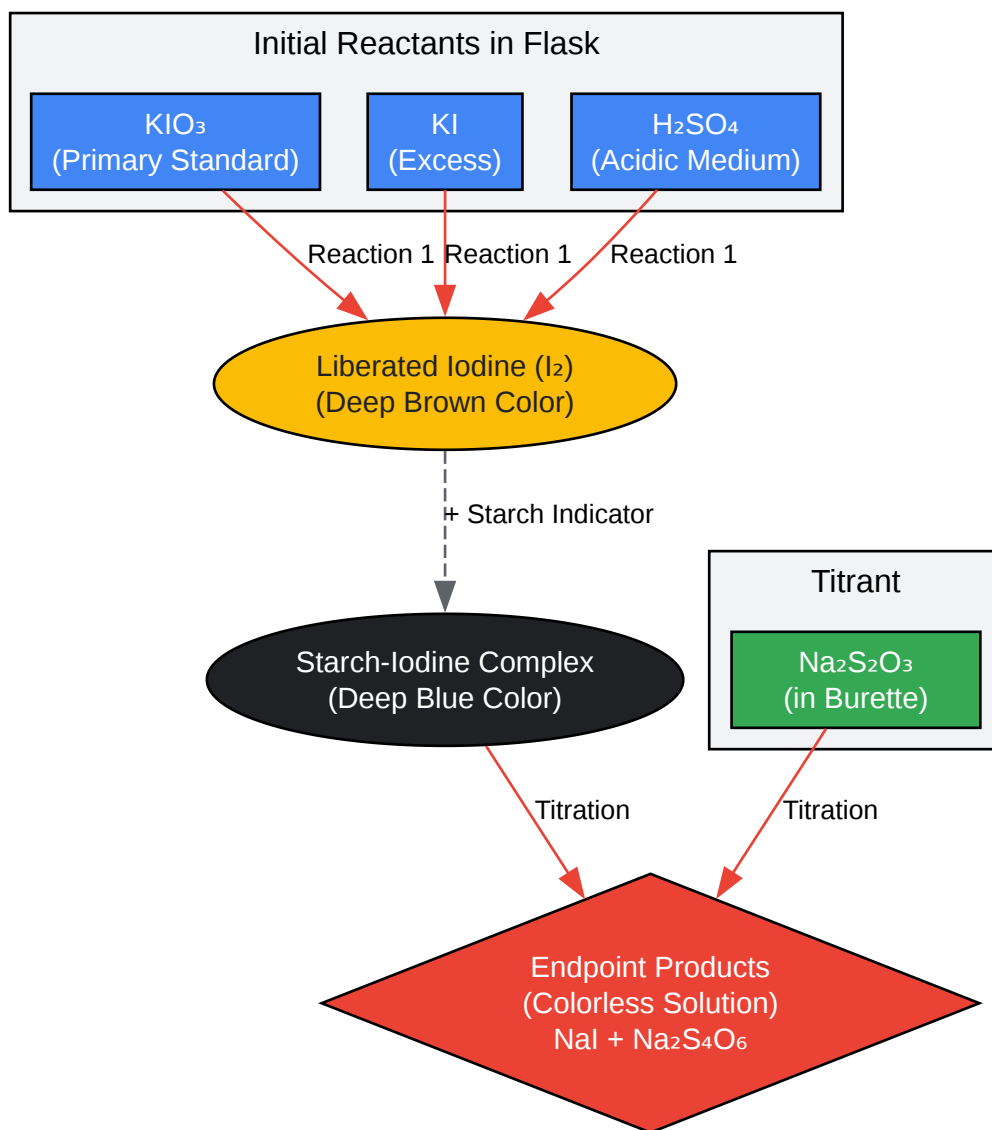 Initial Reactants in Flask
KIO₃
(Primary Standard)
KI
(Excess)
H₂SO₄
(Acidic Medium)
Reaction 1
Reaction 1
Reaction 1
Liberated Iodine (I₂)
(Deep Brown Color)
+ Starch Indicator
Starch-Iodine Complex
(Deep Blue Color)
Titrant
Na₂S₂O₃
(in Burette)
Titration
Titration
Endpoint Products
(Colorless Solution)
NaI + Na₂S₄O₆